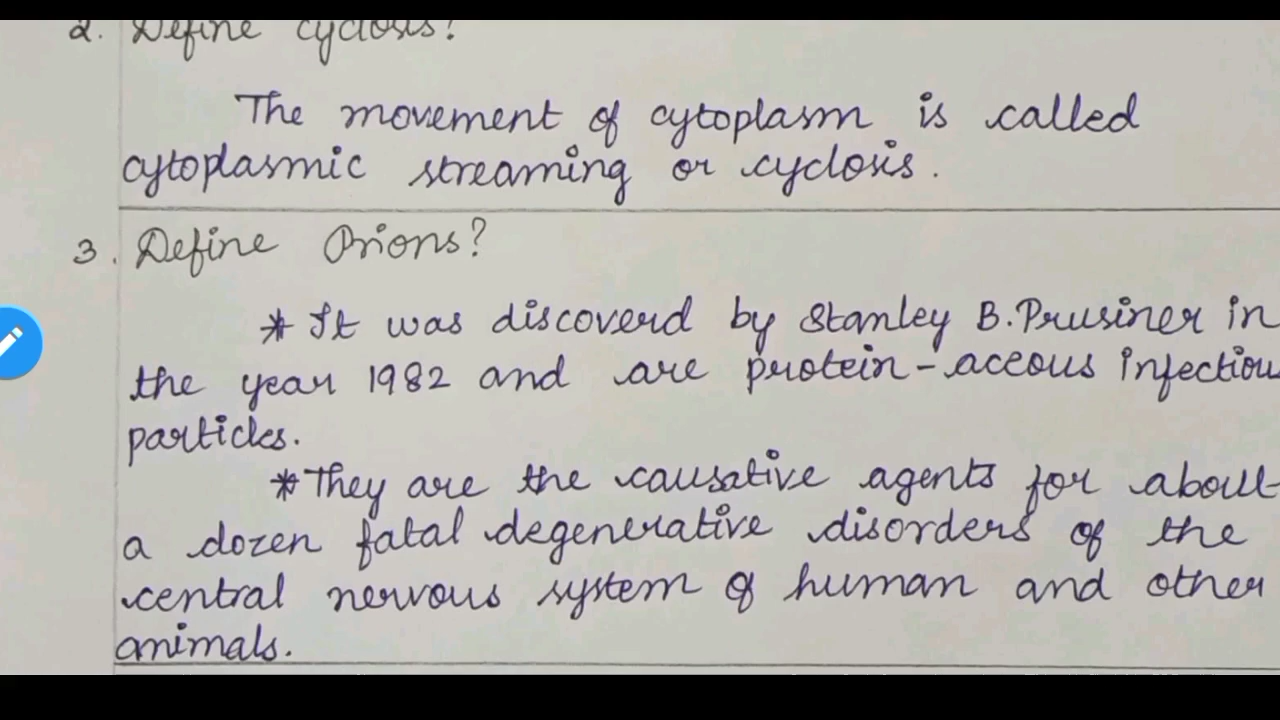 2. Define cyclosis?
The movement of cytoplasm is called
cytoplasmic streaming or cyclosis.
3. Define Prions?
* It was discoverd by Stanley B. Prusiner in
the year 1982 and are protein-aceous infectiou
particles.
* They are the causative agents for about
a dozen fatal degenerative disorders of the
central nervous system of human and other
animals.